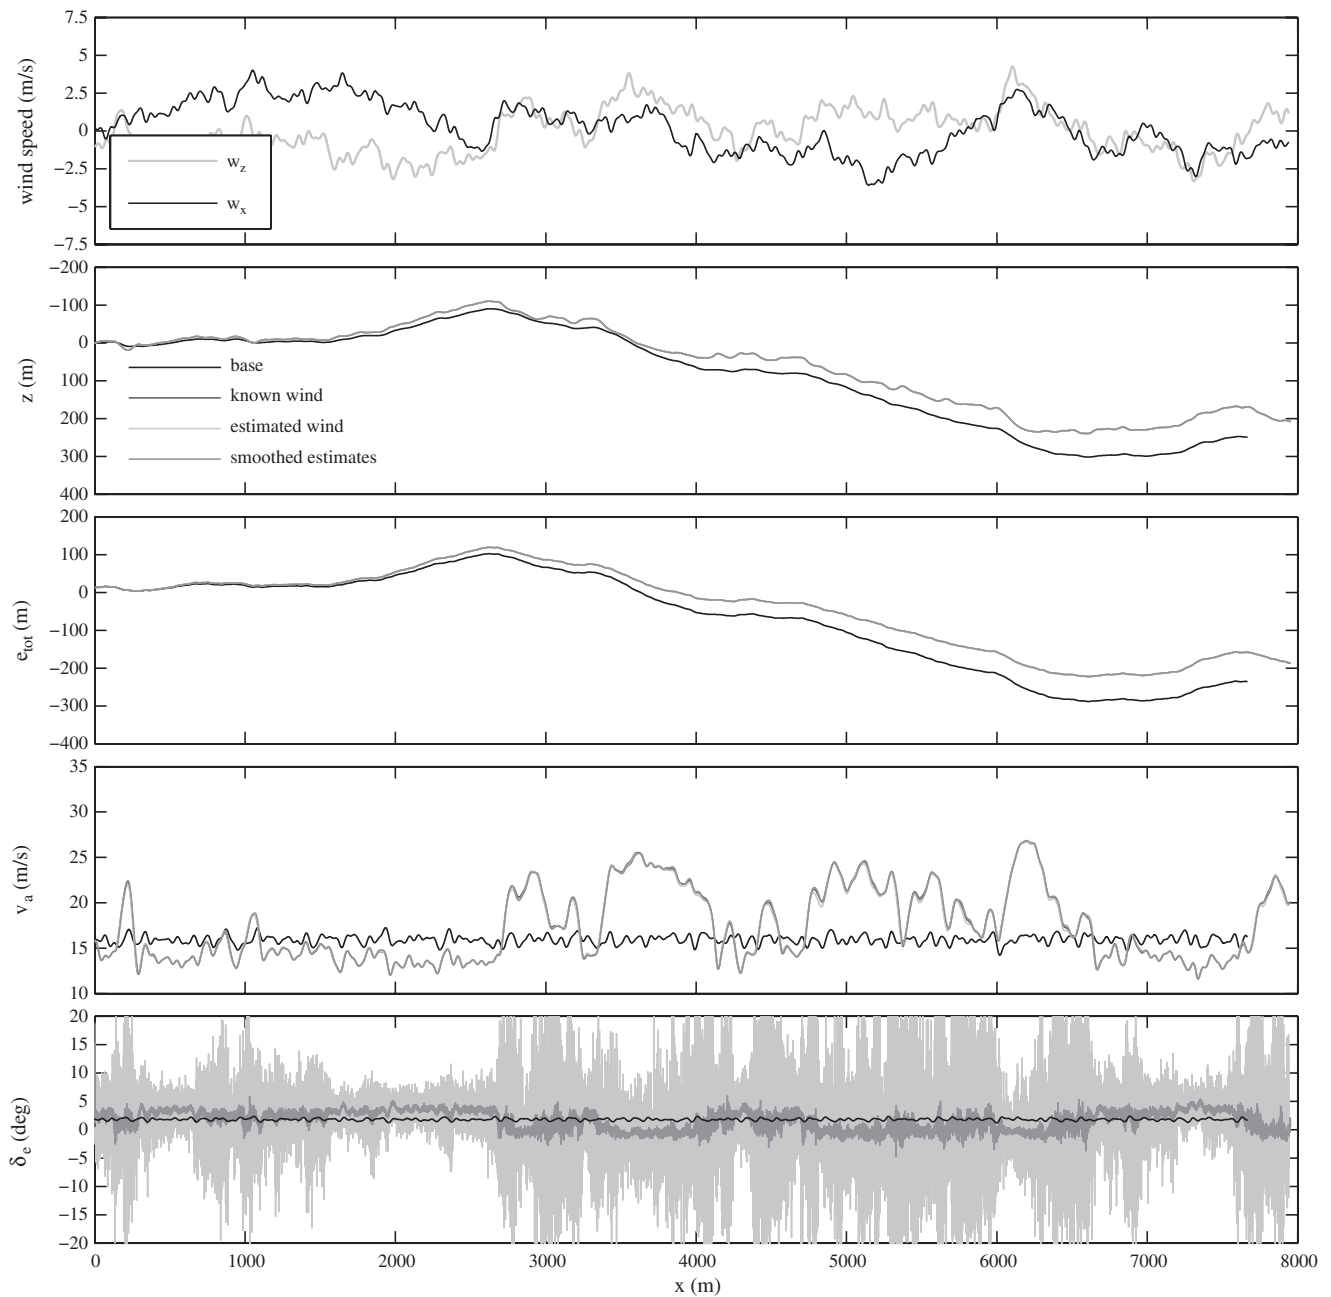 7.5
5
2.5
0
−2.5
−5
−7.5
wind speed (m/s)
w_z
w_x
−200
−100
0
100
200
300
400
z (m)
base
known wind
estimated wind
smoothed estimates
200
100
0
−100
−200
−300
−400
e_tot (m)
35
30
25
20
15
10
v_a (m/s)
20
15
10
5
0
−5
−10
−15
−20
δ_e (deg)
0 1000 2000 3000 4000 5000 6000 7000 8000
x (m)